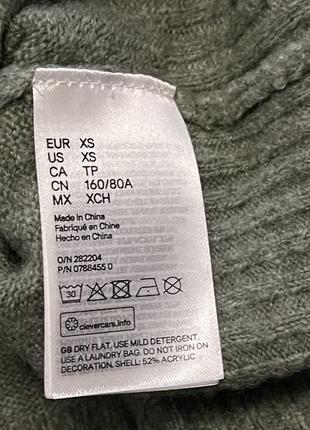 EUR XS
US XS
CA TP
CN 160/80A
MX XCH
Made in China
Fabriqué en Chine
Hecho en China
O/N 282204
P/N 0788455 0
30
clevercare.info
GB DRY FLAT, USE MILD DETERGENT,
USE A LAUNDRY BAG. DO NOT IRON ON
DECORATION. SHELL: 52% ACRYLIC